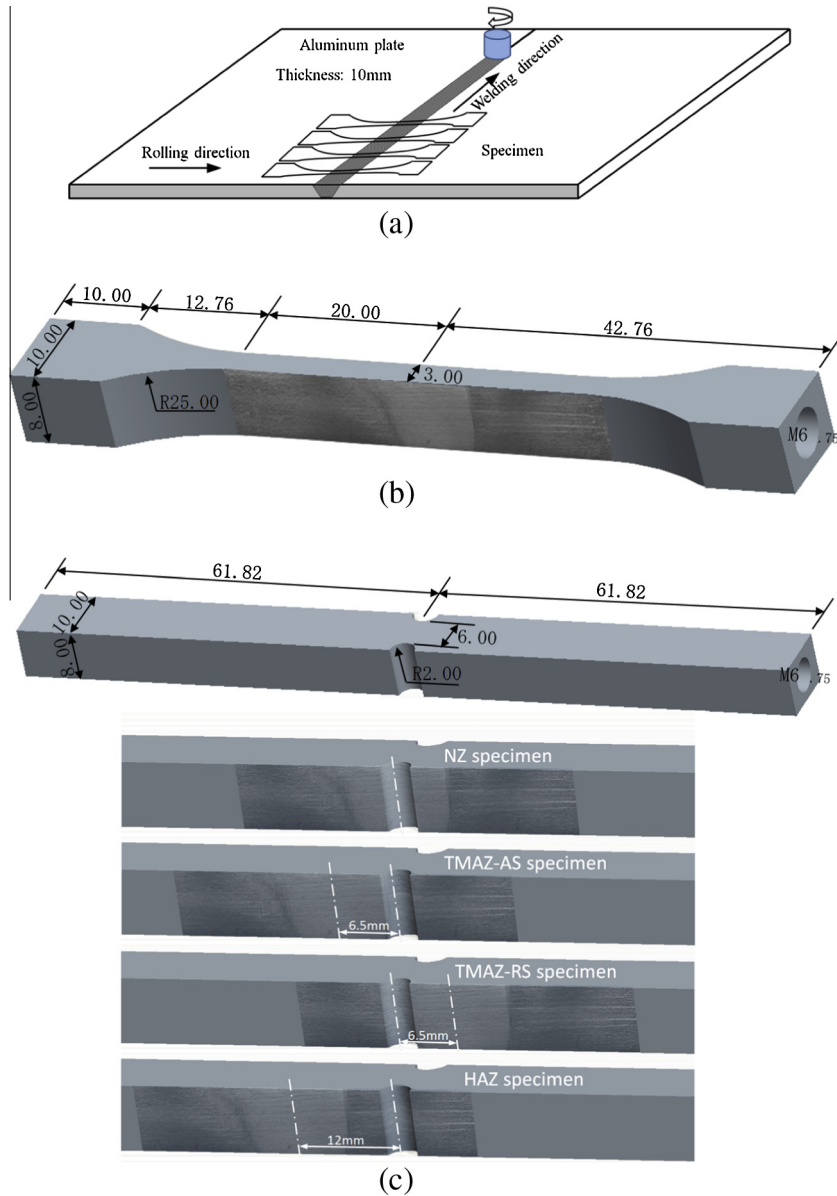 Aluminum plate
Thickness: 10mm
Welding direction
Rolling direction
Specimen
(a)
10.00
12.76
20.00
42.76
10.00
3.00
R25.00
8.00
M6
.75
(b)
61.82
61.82
10.00
6.00
8.00
R2.00
M6
.75
NZ specimen
TMAZ-AS specimen
6.5mm
TMAZ-RS specimen
6.5mm
HAZ specimen
12mm
(c)